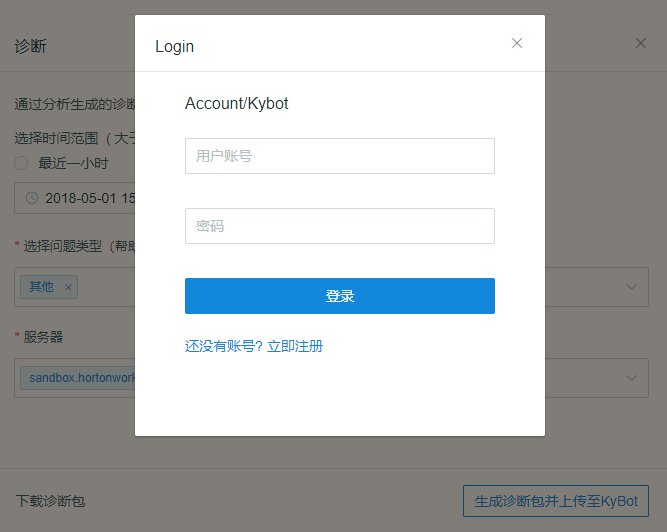 Login
诊断
Account/Kybot
通过分析生成的诊断
选择时间范围（大于
最近一小时
用户账号
2018-05-01 15
密码
* 选择问题类型（帮助
其他
登录
* 服务器
还没有账号? 立即注册
sandbox.hortonwork
下载诊断包
生成诊断包并上传至KyBot